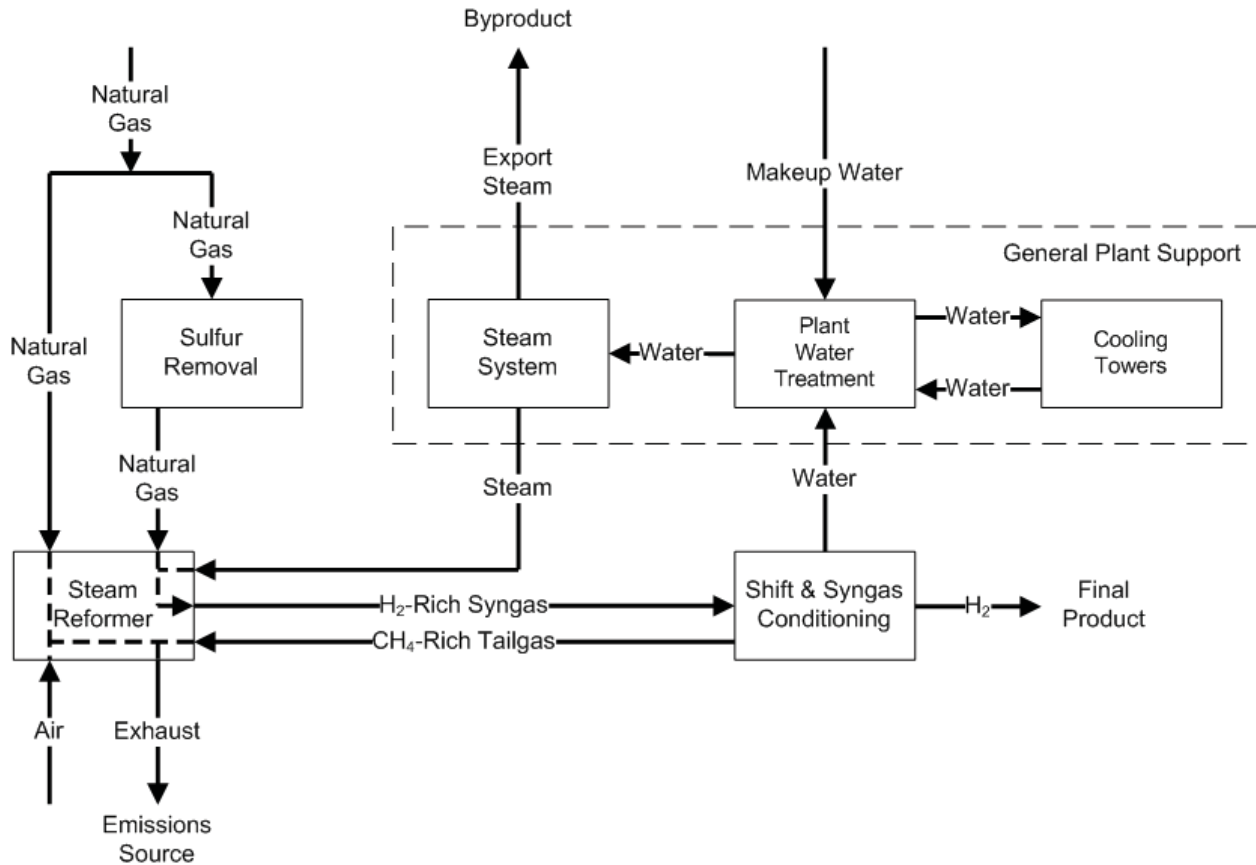 Byproduct
Natural
Gas
Export
Steam
Makeup Water
Natural
Gas
General Plant Support
Natural
Gas
Sulfur
Removal
Steam
System
Water
Plant
Water
Treatment
Water
Water
Cooling
Towers
Natural
Gas
Steam
Water
Steam
Reformer
H₂-Rich Syngas
CH₄-Rich Tailgas
Shift & Syngas
Conditioning
H₂
Final
Product
Air
Exhaust
Emissions
Source